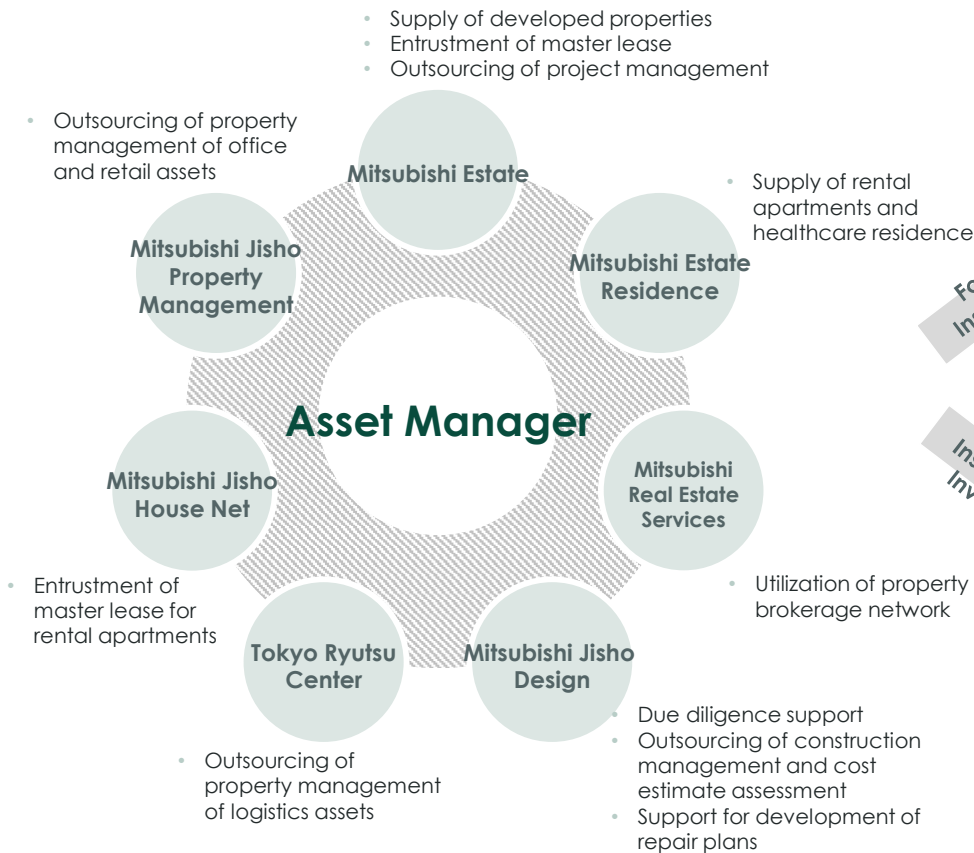 • Supply of developed properties
• Entrustment of master lease
• Outsourcing of project management
• Outsourcing of property
management of office
and retail assets
Mitsubishi Estate
• Supply of rental
apartments and
healthcare residence
Mitsubishi Jisho
Property
Management
Mitsubishi Estate
Residence
Asset Manager
Mitsubishi Jisho
House Net
Mitsubishi
Real Estate
Services
• Entrustment of
master lease for
rental apartments
• Utilization of property
brokerage network
Tokyo Ryutsu
Center
Mitsubishi Jisho
Design
• Outsourcing of
property management
of logistics assets
• Due diligence support
• Outsourcing of construction
management and cost
estimate assessment
• Support for development of
repair plans